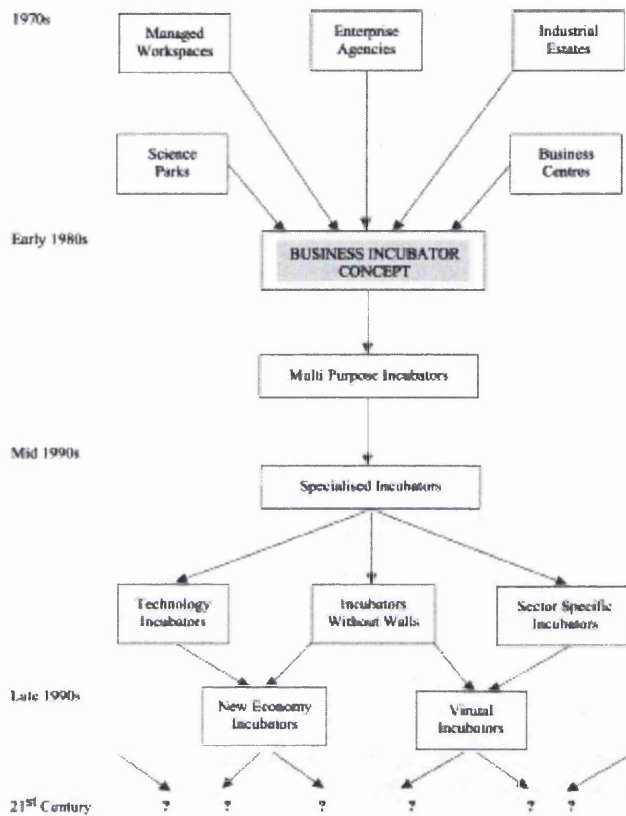 1970s
Managed
Workspaces
Enterprise
Agencies
Industrial
Estates
Science
Parks
Business
Centres
Early 1980s
BUSINESS INCUBATOR
CONCEPT
Multi Purpose Incubators
Mid 1990s
Specialised Incubators
Technology
Incubators
Incubators
Without Walls
Sector Specific
Incubators
Late 1990s
New Economy
Incubators
Virutal
Incubators
21st Century
? ? ? ? ? ?